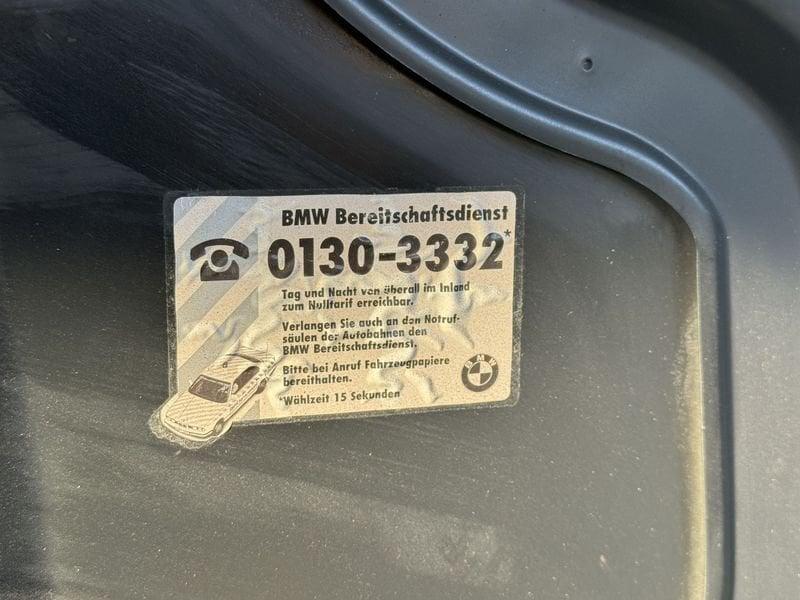 BMW Bereitschaftsdienst
0130-3332*
Tag und Nacht von überall im Inland
zum Nulltarif erreichbar.
Verlangen Sie auch an den Notruf-
säulen der Autobahnen den
BMW Bereitschaftsdienst.
Bitte bei Anruf Fahrzeugpapiere
bereithalten.
*Wählzeit 15 Sekunden
BMW